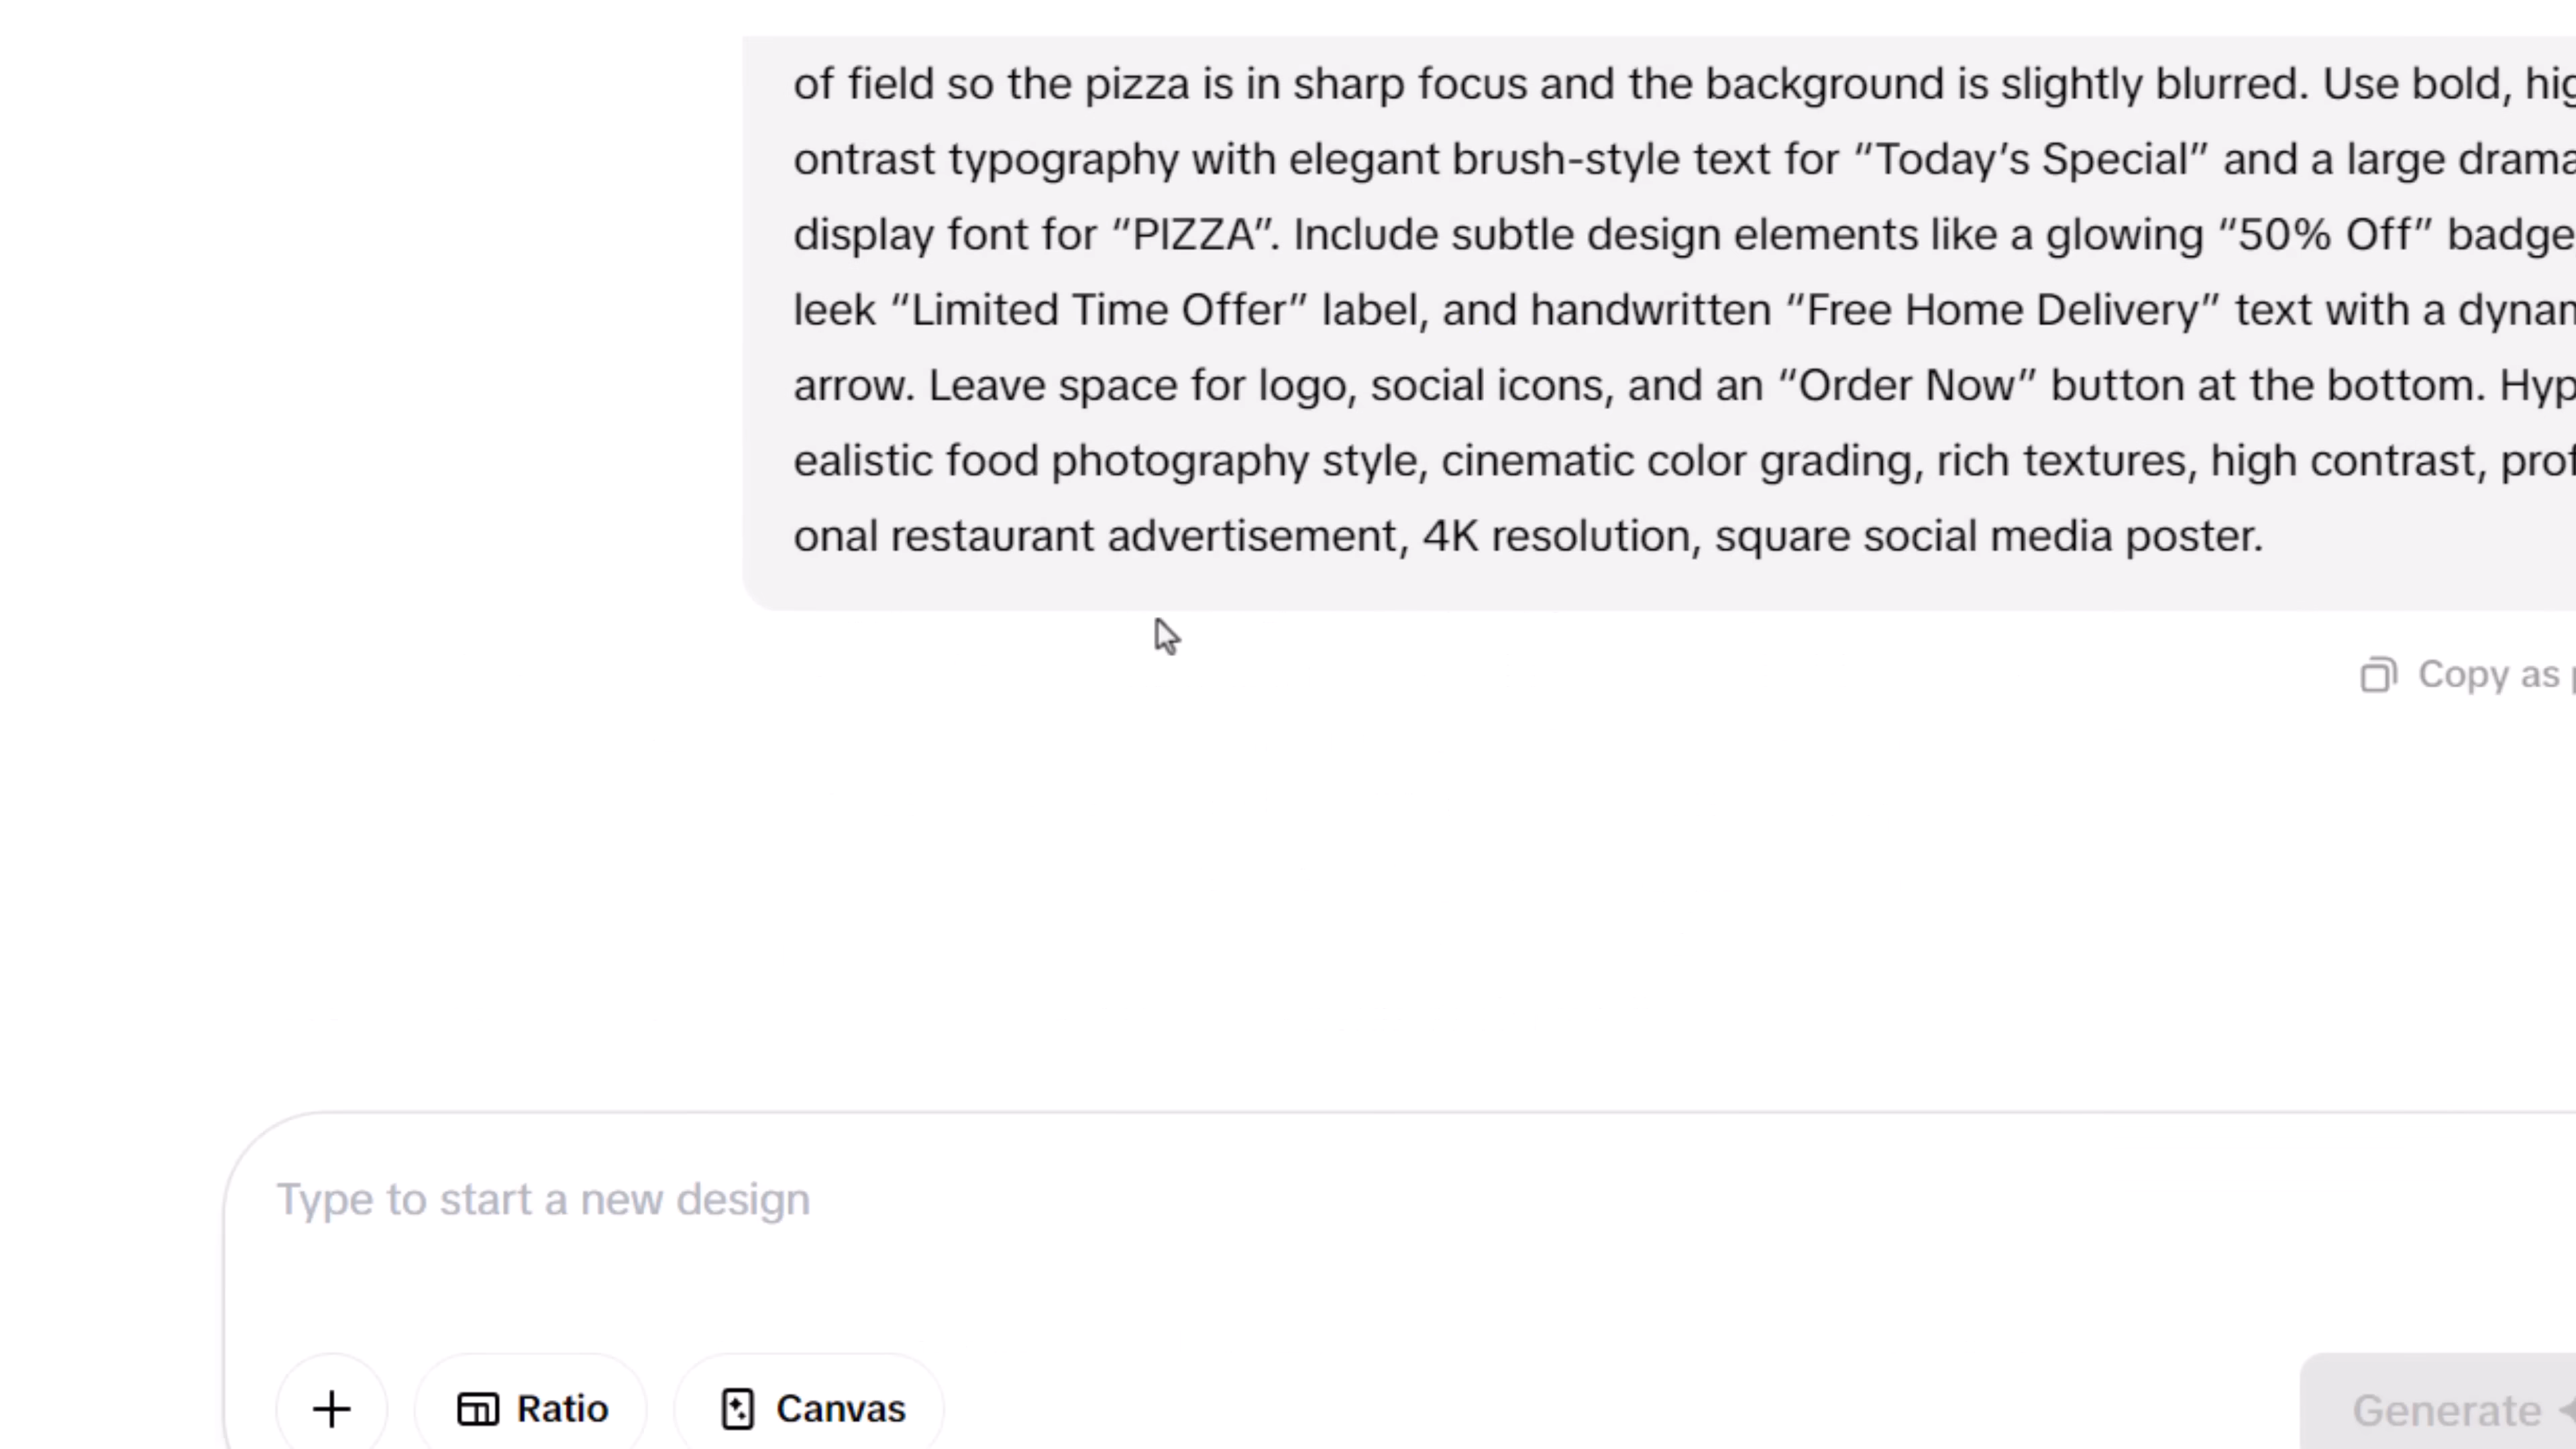 of field so the pizza is in sharp focus and the background is slightly blurred. Use bold,
ontrast typography with elegant brush-style text for “Today’s Special” and a large
display font for “PIZZA”. Include subtle design elements like a glowing “50% Off” badge
leek “Limited Time Offer” label, and handwritten “Free Home Delivery” text with a
arrow. Leave space for logo, social icons, and an “Order Now” button at the bottom.
ealistic food photography style, cinematic color grading, rich textures, high contrast,
onal restaurant advertisement, 4K resolution, square social media poster.
Copy as
Type to start a new design
Ratio
Canvas
Generate